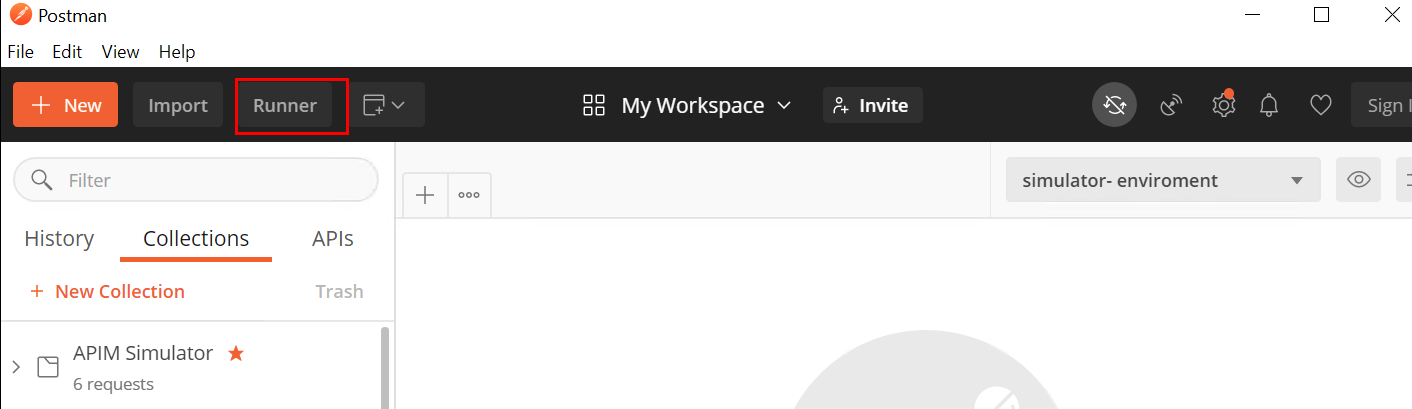 Postman
File Edit View Help
New Import Runner My Workspace Invite Sign
Filter
simulator- enviroment
History Collections APIs
+ New Collection Trash
APIM Simulator
6 requests